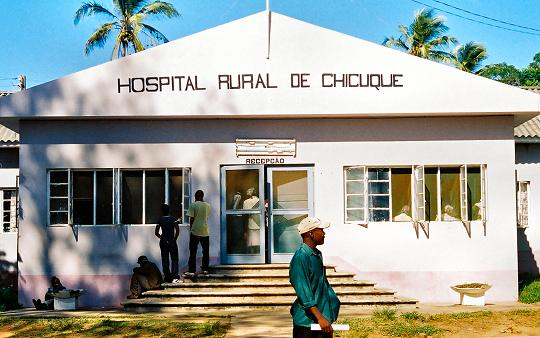 HOSPITAL RURAL DE CHICUQUE
RECEPÇÃO